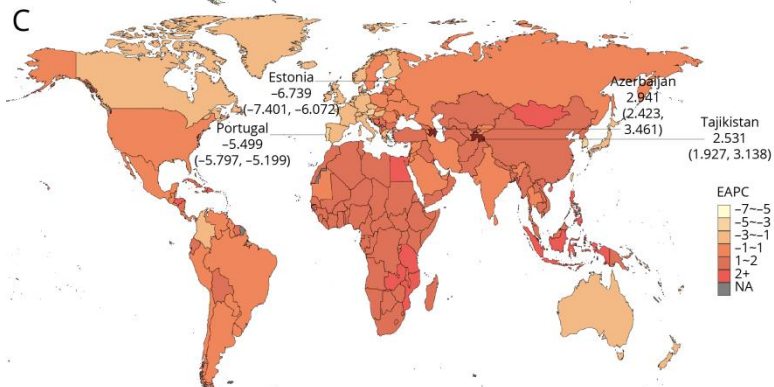 C
Estonia
−6.739
(−7.401, −6.072)
Portugal
−5.499
(−5.797, −5.199)
Azerbaijan
2.941
(2.423,
3.461)
Tajikistan
2.531
(1.927, 3.138)
EAPC
−7~−5
−5~−3
−3~−1
−1~1
1~2
2+
NA